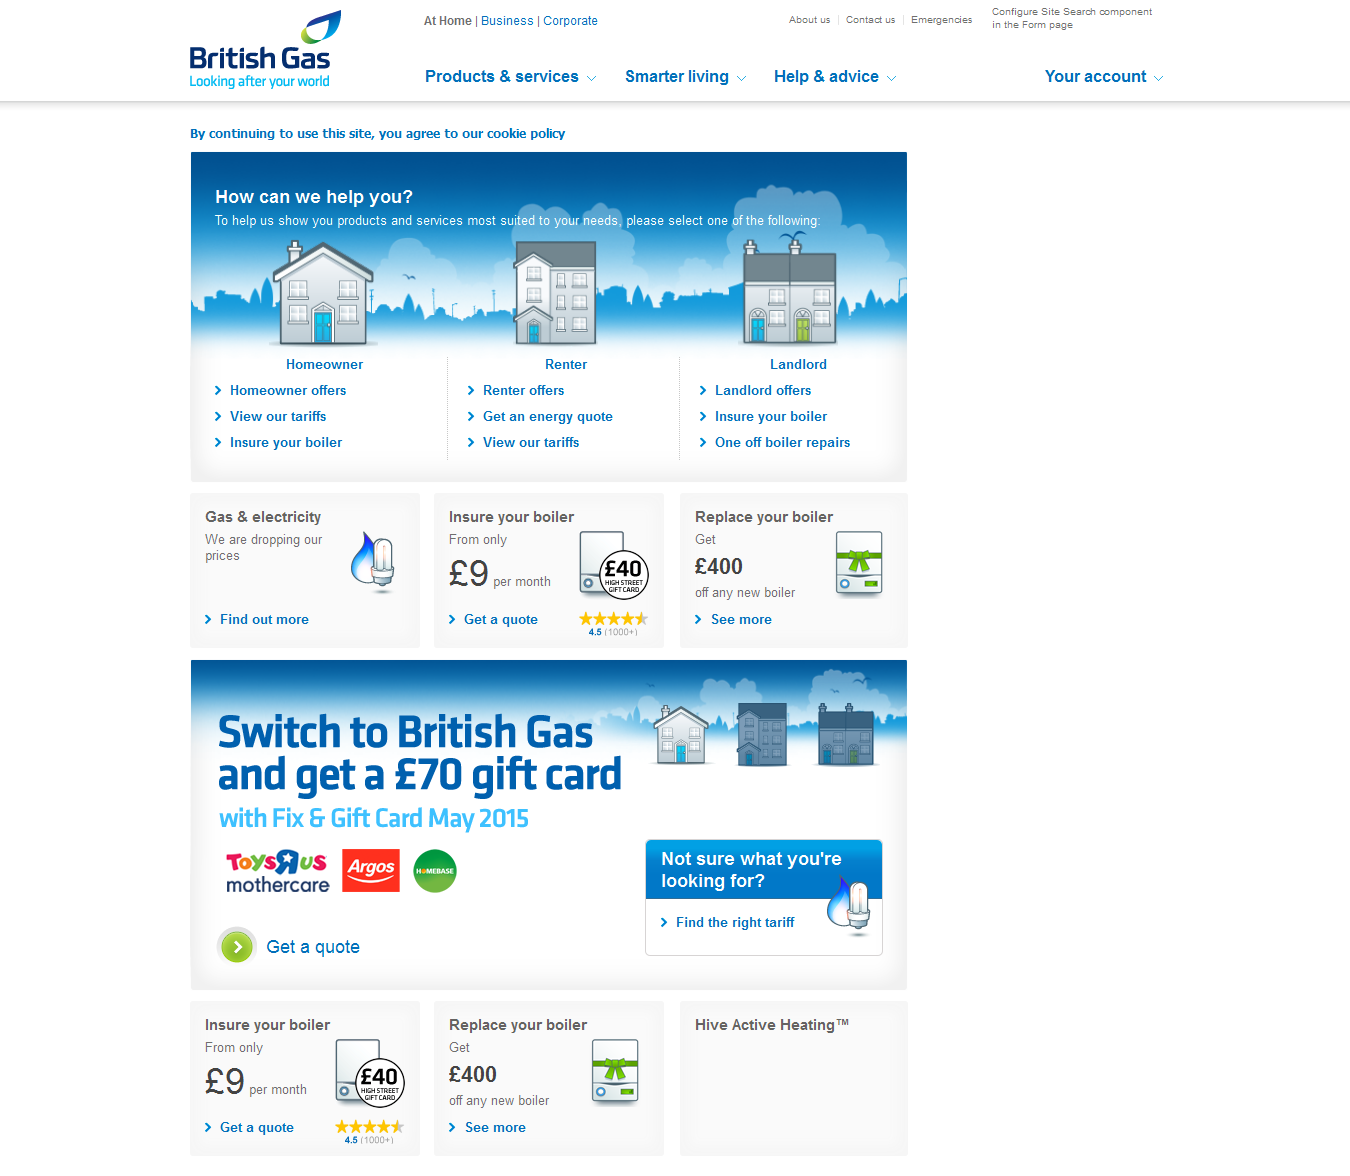 British Gas
Looking after your world
At Home | Business | Corporate
About us
Contact us
Emergencies
Configure Site Search component
in the Form page
Products & services
Smarter living
Help & advice
Your account
By continuing to use this site, you agree to our cookie policy
How can we help you?
To help us show you products and services most suited to your needs, please select one of the following:
Homeowner
Homeowner offers
View our tariffs
Insure your boiler
Renter
Renter offers
Get an energy quote
View our tariffs
Landlord
Landlord offers
Insure your boiler
One off boiler repairs
Gas & electricity
We are dropping our
prices
Find out more
Insure your boiler
From only
£9 per month
£40
HIGH STREET
GIFT CARD
Get a quote
4.5 (1000+)
Replace your boiler
Get
£400
off any new boiler
See more
Switch to British Gas
and get a £70 gift card
with Fix & Gift Card May 2015
Toys R us
mothercare
Argos
HOMEBASE
Get a quote
Not sure what you're
looking for?
Find the right tariff
Insure your boiler
From only
£9 per month
£40
HIGH STREET
GIFT CARD
Get a quote
4.5 (1000+)
Replace your boiler
Get
£400
off any new boiler
See more
Hive Active Heating™